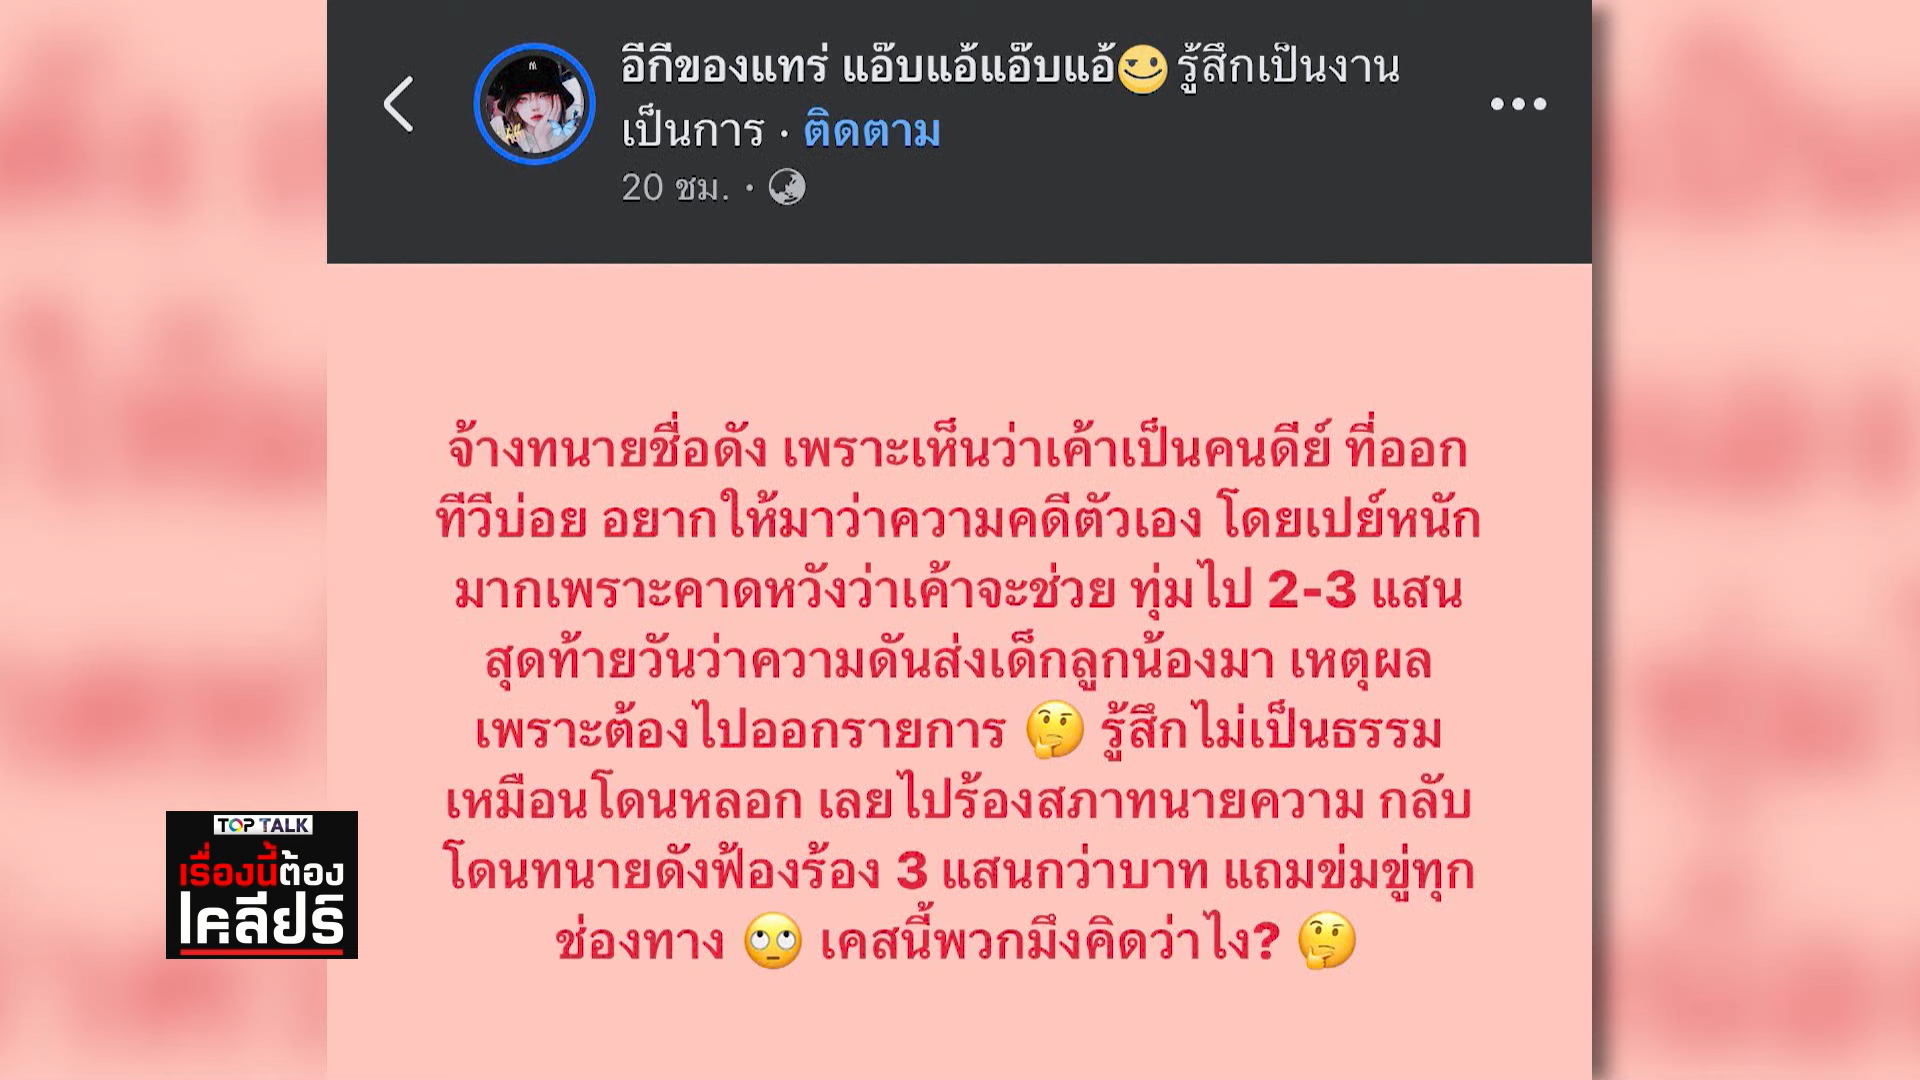 อีกีของแทร่ แอ๊บแอ้แอ๊บแอ้😏 รู้สึกเป็นงาน
เป็นการ · ติดตาม
20 ชม. ·
จ้างทนายชื่อดัง เพราะเห็นว่าเค้าเป็นคนดีย์ ที่ออก
ทีวีบ่อย อยากให้มาว่าความคดีตัวเอง โดยเปย์หนัก
มากเพราะคาดหวังว่าเค้าจะช่วย ทุ่มไป 2-3 แสน
สุดท้ายวันว่าความดันส่งเด็กลูกน้องมา เหตุผล
เพราะต้องไปออกรายการ 🤔 รู้สึกไม่เป็นธรรม
เหมือนโดนหลอก เลยไปร้องสภาทนายความ กลับ
โดนทนายดังฟ้องร้อง 3 แสนกว่าบาท แถมข่มขู่ทุก
ช่องทาง 🙄 เคสนี้พวกมึงคิดว่าไง? 🤔
TOP TALK
เรื่องนี้ต้อง
เคลียร์